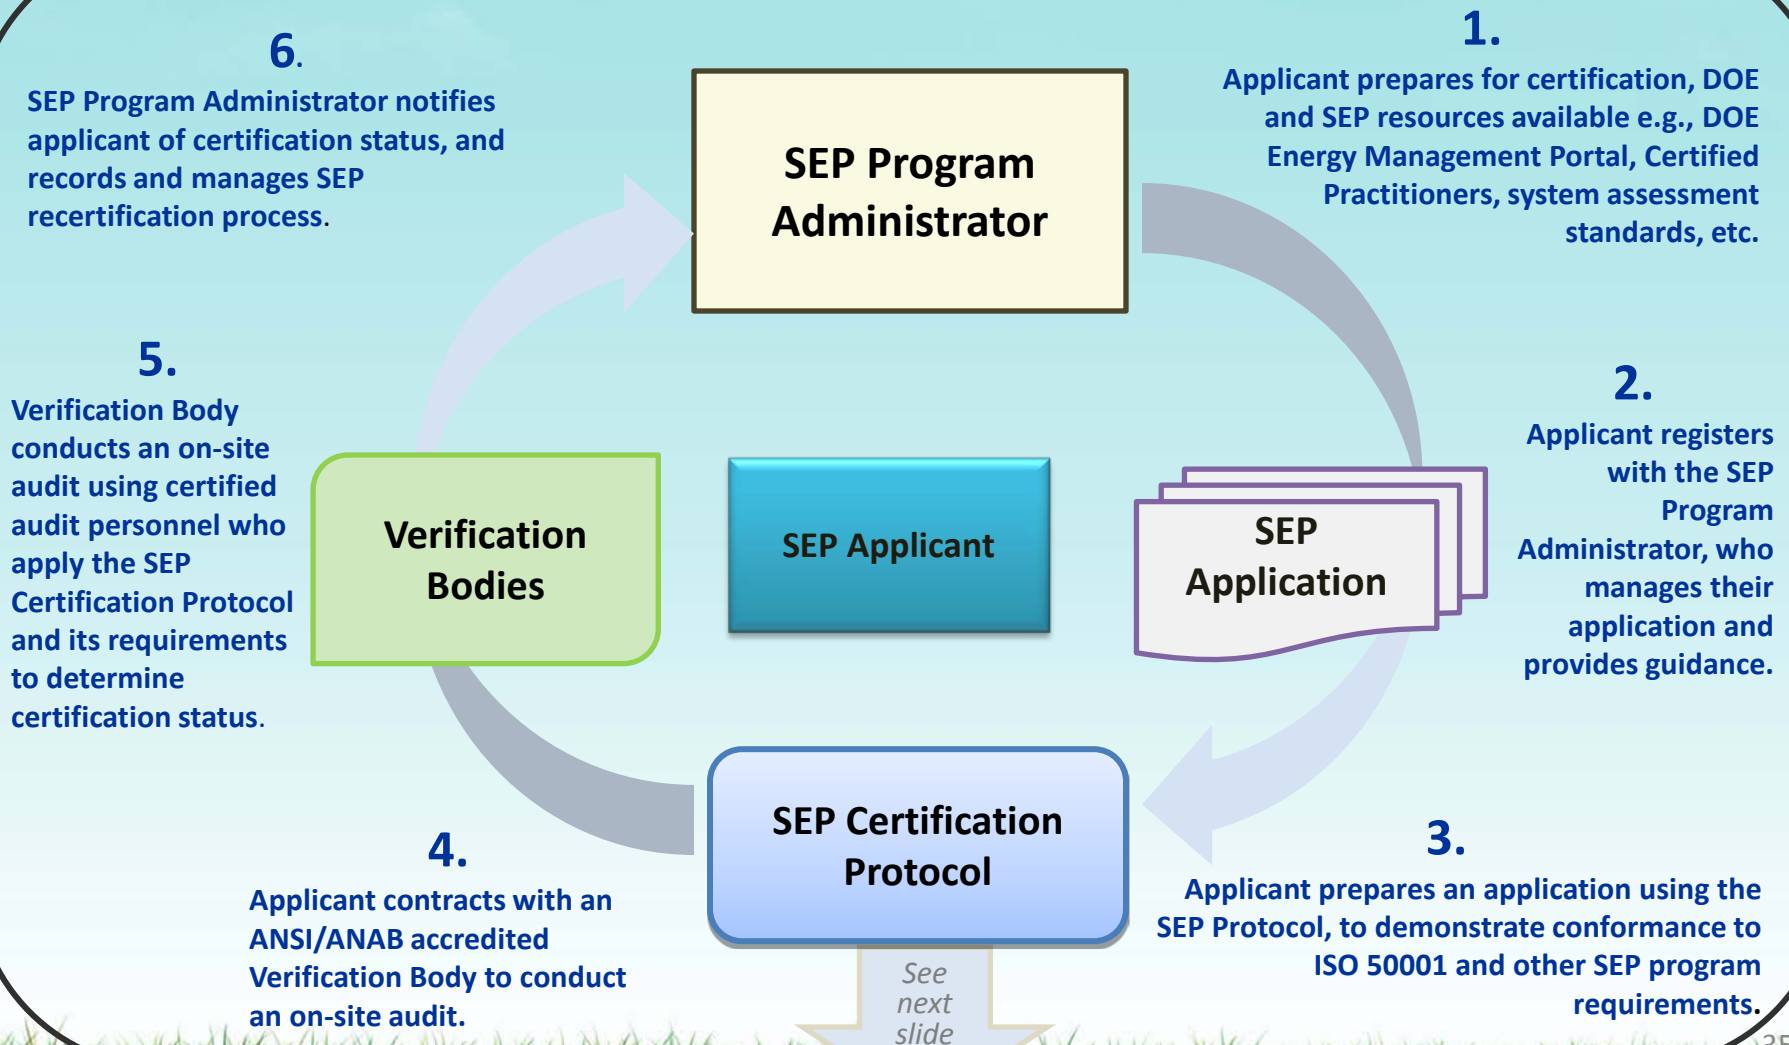 6.
SEP Program Administrator notifies
applicant of certification status, and
records and manages SEP
recertification process.
SEP Program
Administrator
1.
Applicant prepares for certification, DOE
and SEP resources available e.g., DOE
Energy Management Portal, Certified
Practitioners, system assessment
standards, etc.
5.
Verification Body
conducts an on-site
audit using certified
audit personnel who
apply the SEP
Certification Protocol
and its requirements
to determine
certification status.
Verification
Bodies
SEP Applicant
SEP
Application
2.
Applicant registers
with the SEP
Program
Administrator, who
manages their
application and
provides guidance.
4.
Applicant contracts with an
ANSI/ANAB accredited
Verification Body to conduct
an on-site audit.
SEP Certification
Protocol
See
next
slide
3.
Applicant prepares an application using the
SEP Protocol, to demonstrate conformance to
ISO 50001 and other SEP program
requirements.